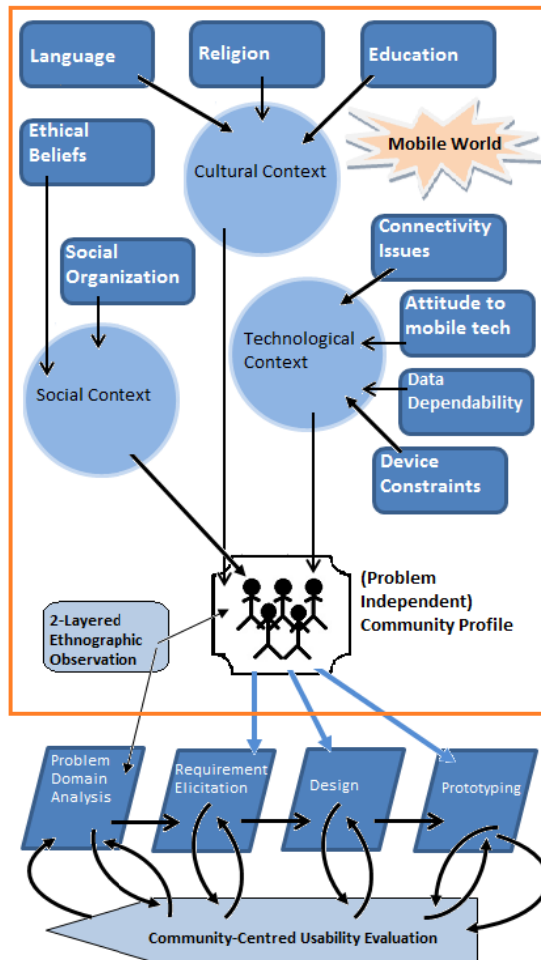 Language
Religion
Education
Ethical
Beliefs
Mobile World
Cultural Context
Social
Organization
Connectivity
Issues
Attitude to
mobile tech
Technological
Context
Data
Dependability
Social Context
Device
Constraints
(Problem
Independent)
Community Profile
2-Layered
Ethnographic
Observation
Problem
Domain
Analysis
Requirement
Elicitation
Design
Prototyping
Community-Centred Usability Evaluation